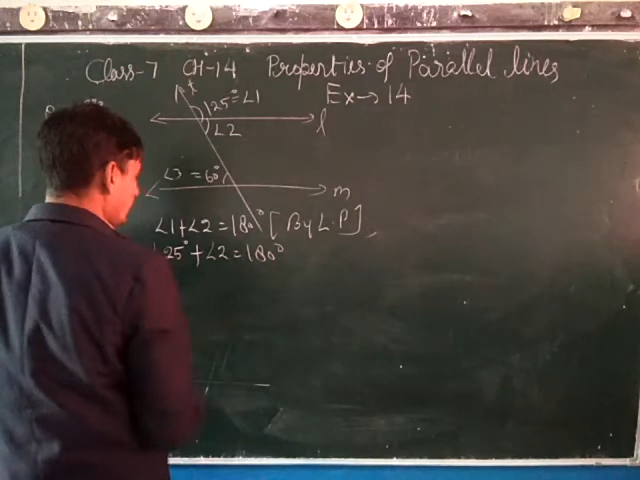 Class-7 CH-14 Properties of Parallel lines
Ex→14
t
125°=∠1
l
∠2
∠3=60°
m
∠1+∠2=180° [By L.P],
25°+∠2=180°